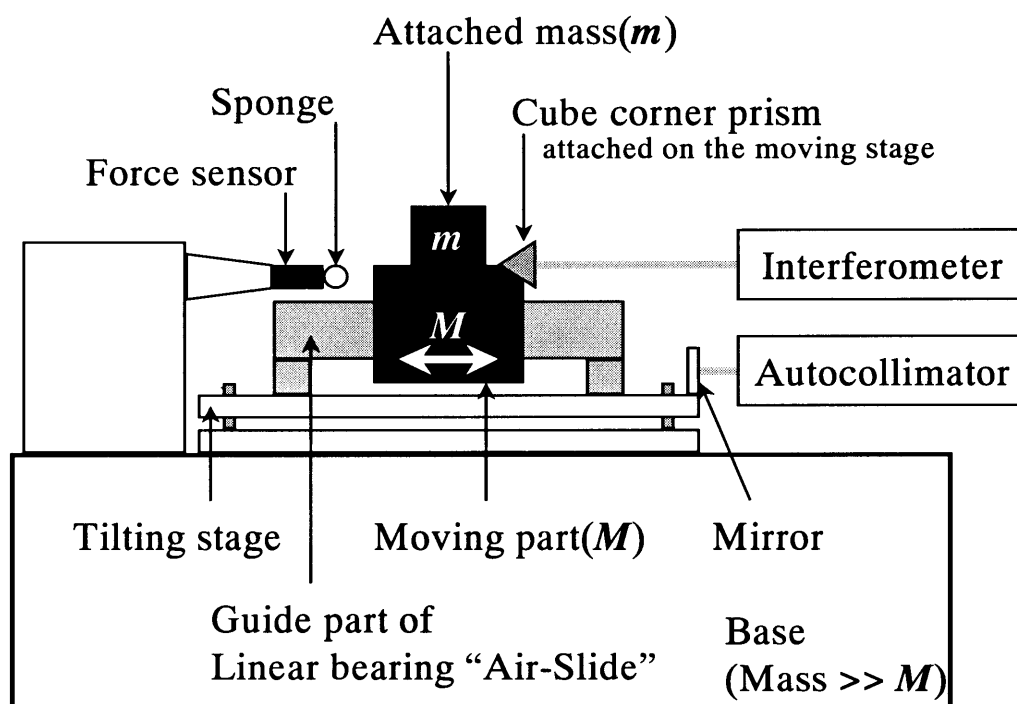 Attached mass(m)
Sponge
Cube corner prism
attached on the moving stage
Force sensor
m
Interferometer
M
Autocollimator
Tilting stage
Moving part(M)
Mirror
Guide part of
Linear bearing “Air-Slide”
Base
(Mass >> M)